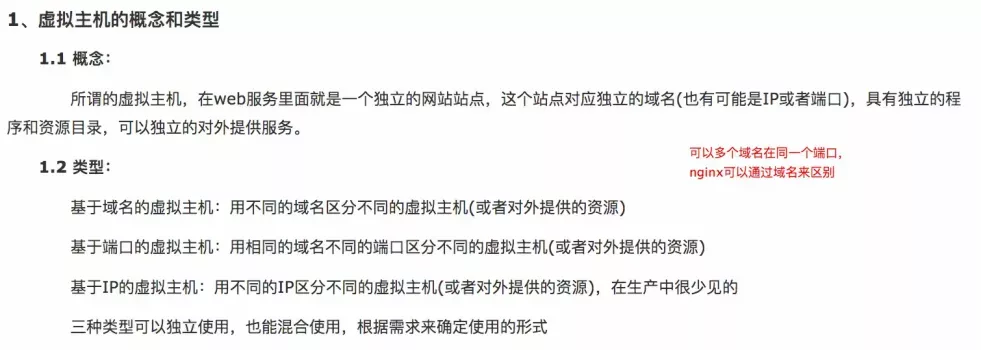 1、虚拟主机的概念和类型
1.1 概念：
所谓的虚拟主机，在web服务里面就是一个独立的网站站点，这个站点对应独立的域名(也有可能是IP或者端口)，具有独立的程
序和资源目录，可以独立的对外提供服务。
可以多个域名在同一个端口，
1.2 类型：
nginx可以通过域名来区别
基于域名的虚拟主机：用不同的域名区分不同的虚拟主机(或者对外提供的资源)
基于端口的虚拟主机：用相同的域名不同的端口区分不同的虚拟主机(或者对外提供的资源)
基于IP的虚拟主机：用不同的IP区分不同的虚拟主机(或者对外提供的资源)，在生产中很少见的
三种类型可以独立使用，也能混合使用，根据需求来确定使用的形式